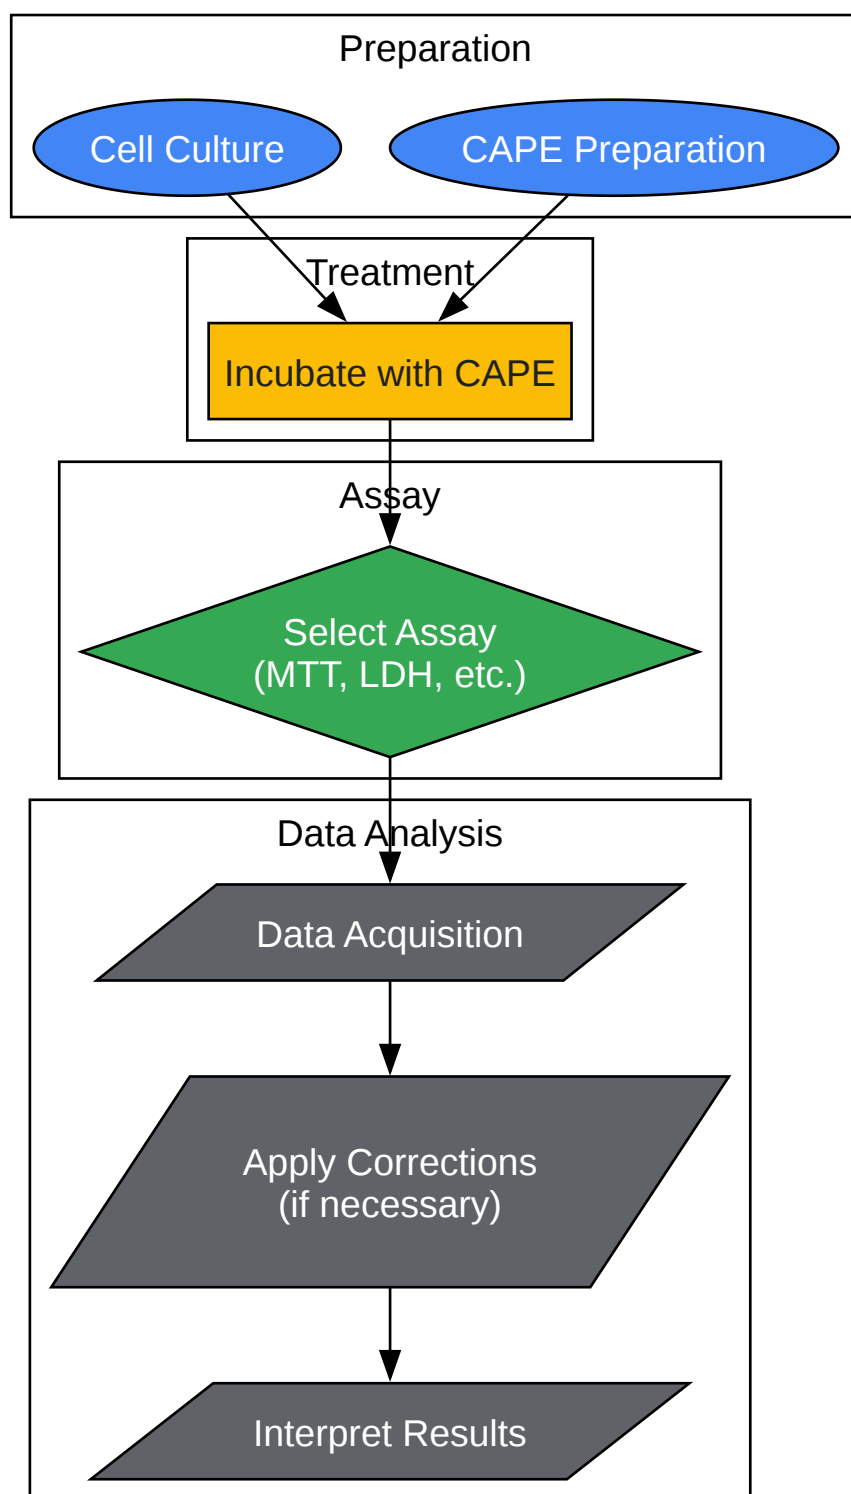 Preparation
Cell Culture
CAPE Preparation
Treatment
Incubate with CAPE
Assay
Select Assay
(MTT, LDH, etc.)
Data Analysis
Data Acquisition
Apply Corrections
(if necessary)
Interpret Results